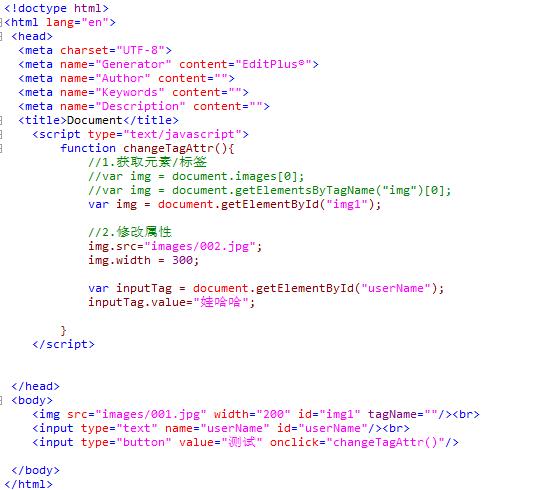 <!doctype html>
<html lang="en">
<head>
<meta charset="UTF-8">
<meta name="Generator" content="EditPlus®">
<meta name="Author" content="">
<meta name="Keywords" content="">
<meta name="Description" content="">
<title>Document</title>
<script type="text/javascript">
function changeTagAttr(){
//1.获取元素/标签
//var img = document.images[0];
//var img = document.getElementsByTagName("img")[0];
var img = document.getElementById("img1");
//2.修改属性
img.src="images/002.jpg";
img.width = 300;
var inputTag = document.getElementById("userName");
inputTag.value="娃哈哈";
}
</script>
</head>
<body>
<img src="images/001.jpg" width="200" id="img1" tagName=""/><br>
<input type="text" name="userName" id="userName"/><br>
<input type="button" value="测试" onclick="changeTagAttr()"/>
</body>
</html>